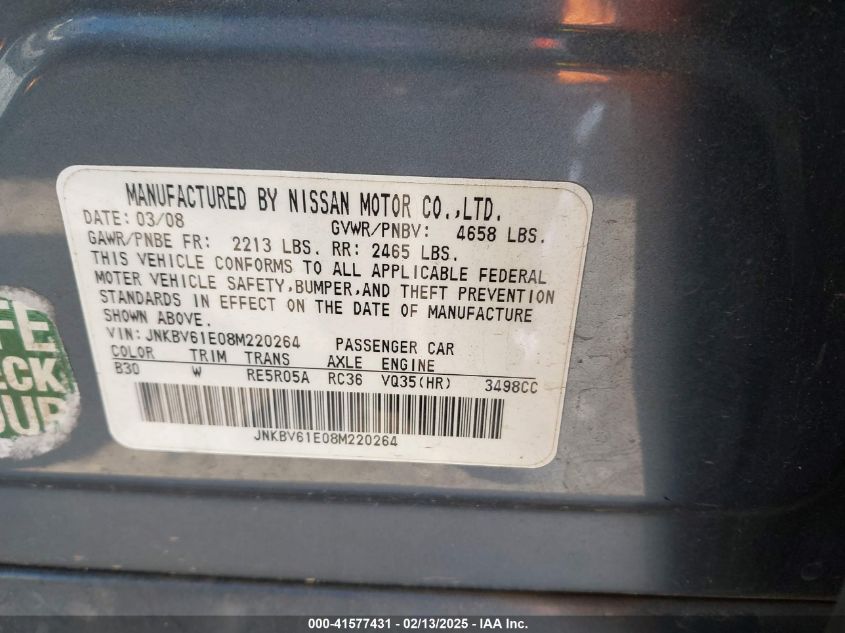 MANUFACTURED BY NISSAN MOTOR CO.,LTD.
DATE: 03/08 GVWR/PNBV: 4658 LBS.
GAWR/PNBE FR: 2213 LBS. RR: 2465 LBS.
THIS VEHICLE CONFORMS TO ALL APPLICABLE FEDERAL
MOTER VEHICLE SAFETY,BUMPER,AND THEFT PREVENTION
STANDARDS IN EFFECT ON THE DATE OF MANUFACTURE
SHOWN ABOVE.
VIN: JNKBV61E08M220264 PASSENGER CAR
COLOR TRIM TRANS AXLE ENGINE
B30 W RE5R05A RC36 VQ35(HR) 3498CC
JNKBV61E08M220264
000-41577431 - 02/13/2025 - IAA Inc.